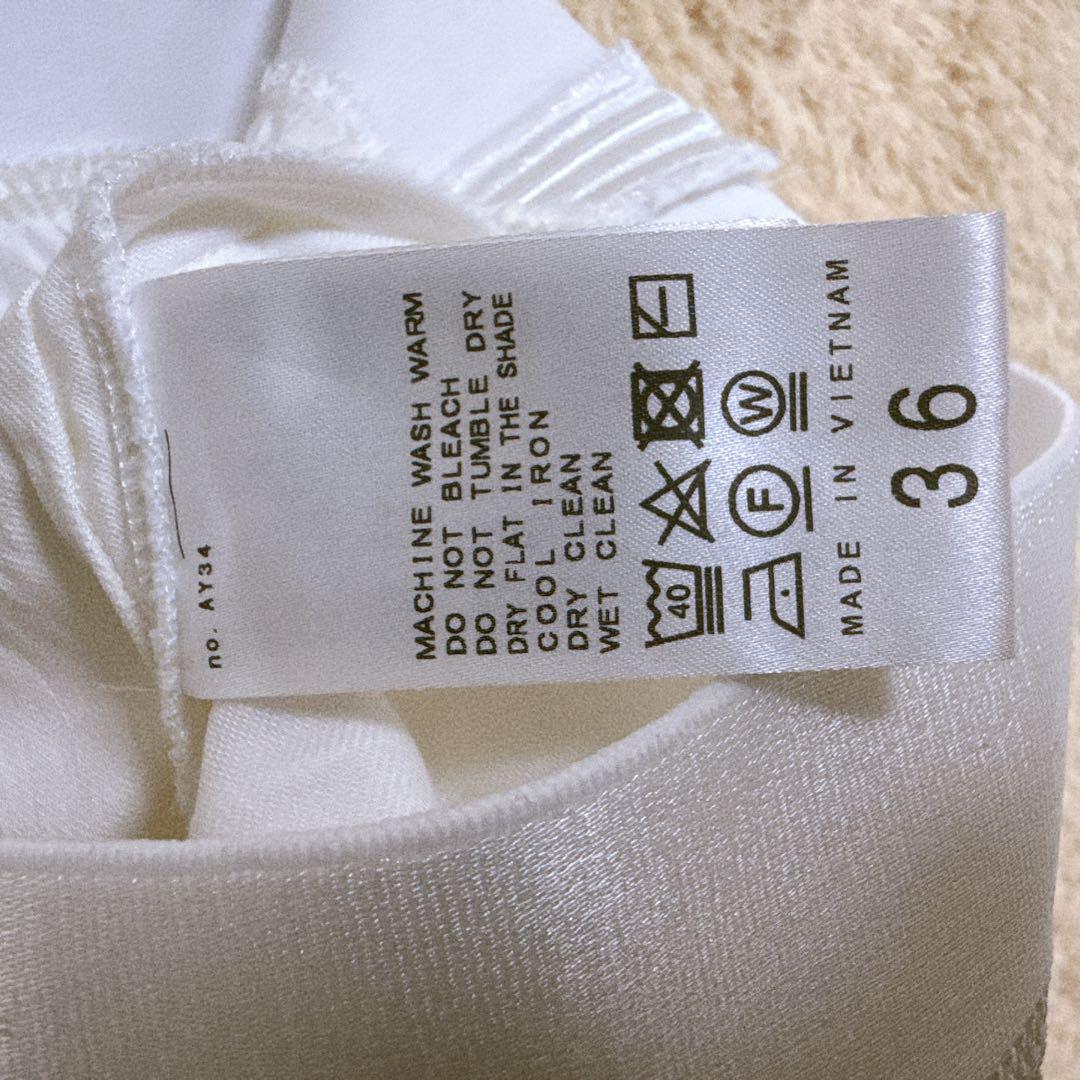 no. AY34
MACHINE WASH WARM
DO NOT BLEACH
DO NOT TUMBLE DRY
DRY FLAT IN THE SHADE
COOL IRON
DRY CLEAN
WET CLEAN
40
F W
MADE IN VIETNAM
36